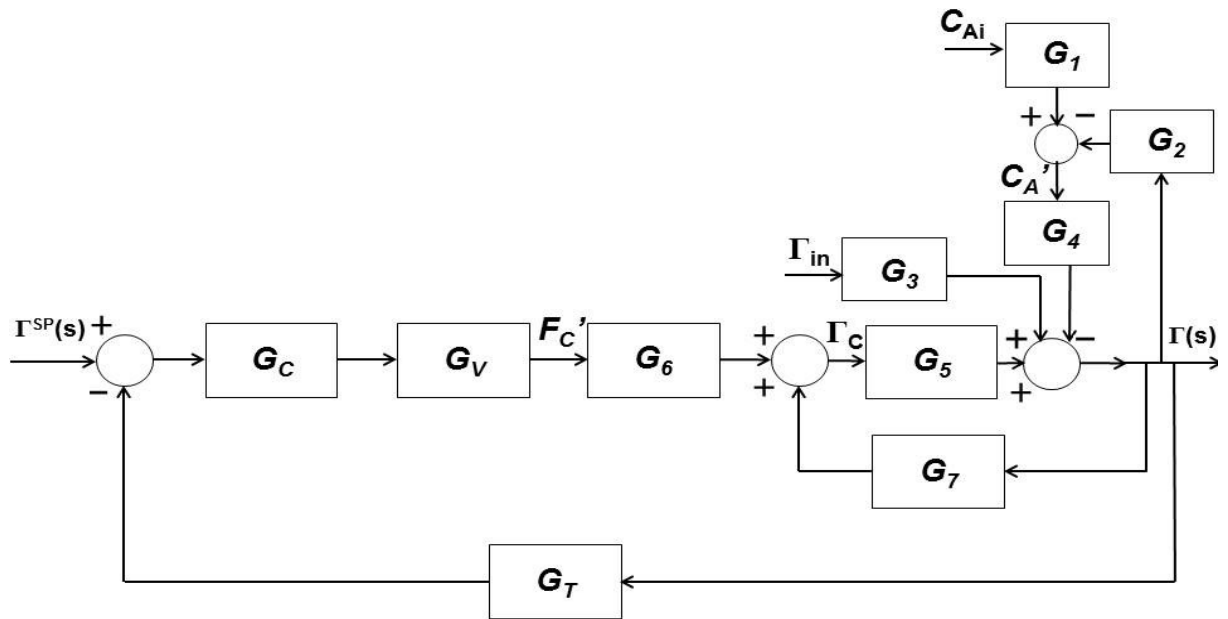 C_Ai
G_1
+ −
G_2
C_A’
G_4
Γ_in
G_3
Γ^SP(s) +
G_C
G_V
F_C’
G_6
+
Γ_C
G_5
+ −
Γ(s)
−
+
+
G_7
G_T